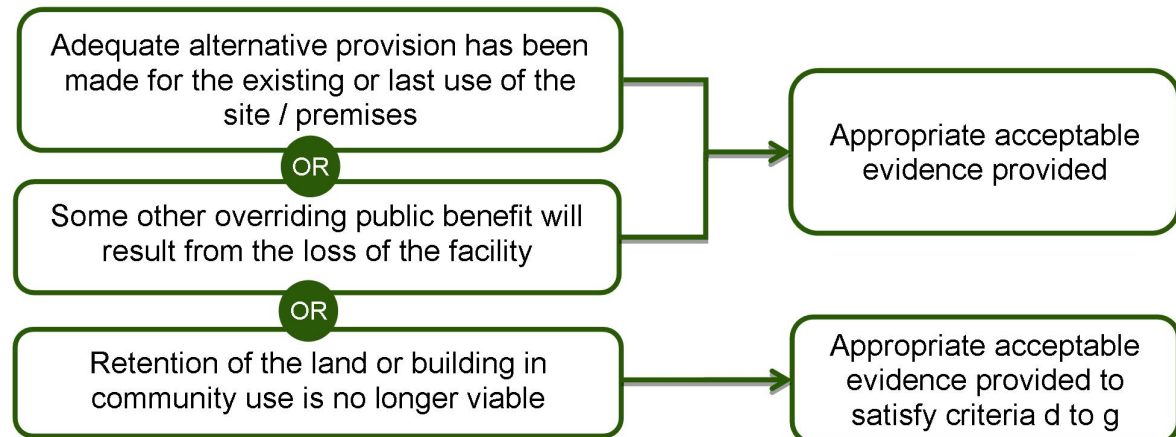 Adequate alternative provision has been
made for the existing or last use of the
site / premises
OR
Some other overriding public benefit will
result from the loss of the facility
OR
Retention of the land or building in
community use is no longer viable
Appropriate acceptable
evidence provided
Appropriate acceptable
evidence provided to
satisfy criteria d to g